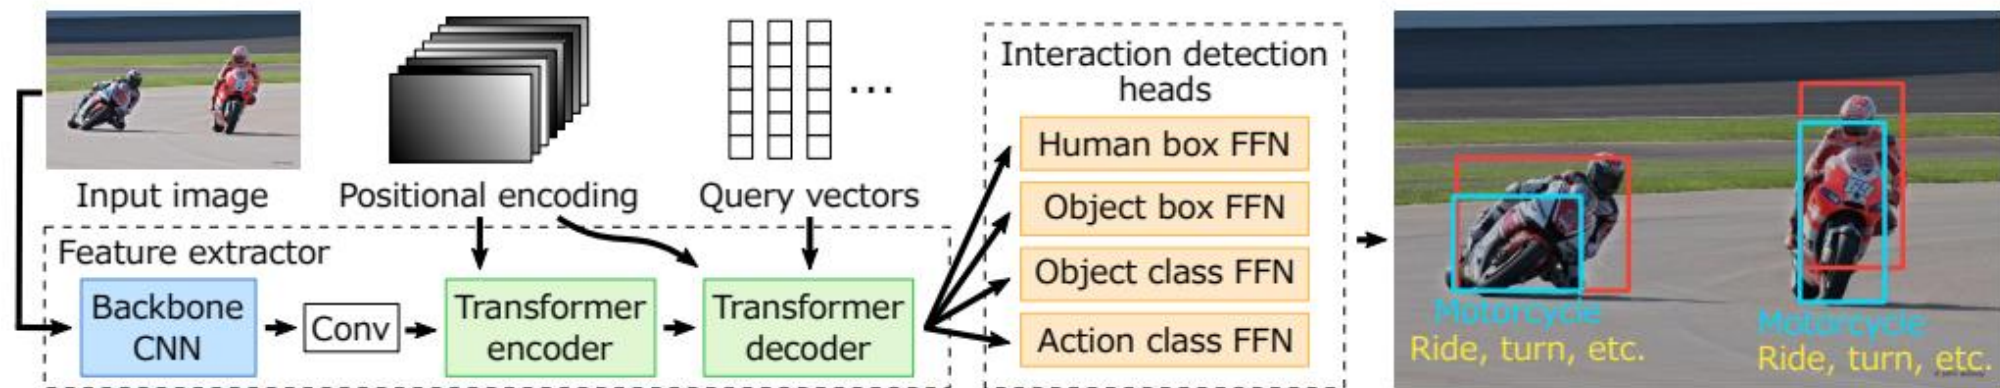 Input image
Positional encoding
Query vectors
...
Feature extractor
Backbone
CNN
Conv
Transformer
encoder
Transformer
decoder
Interaction detection
heads
Human box FFN
Object box FFN
Object class FFN
Action class FFN
Motorcycle
Ride, turn, etc.
Motorcycle
Ride, turn, etc.